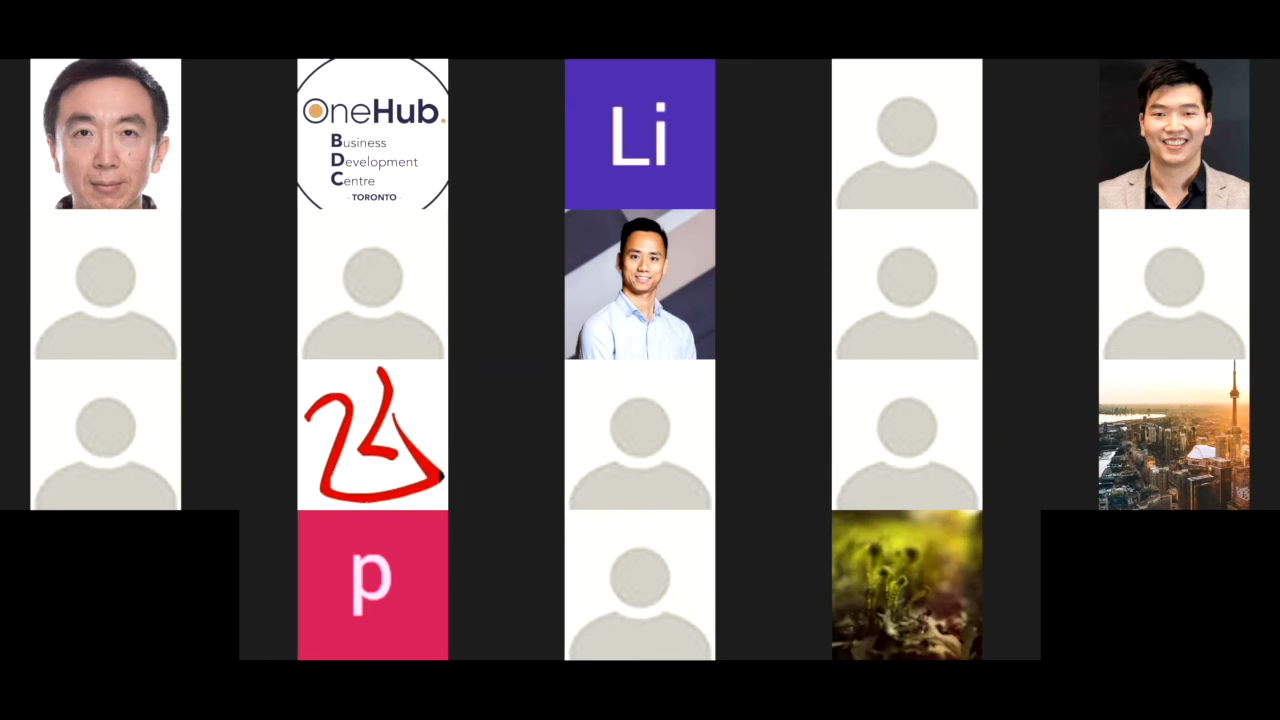 OneHub.
Business
Development
Centre
· TORONTO ·
Li
p